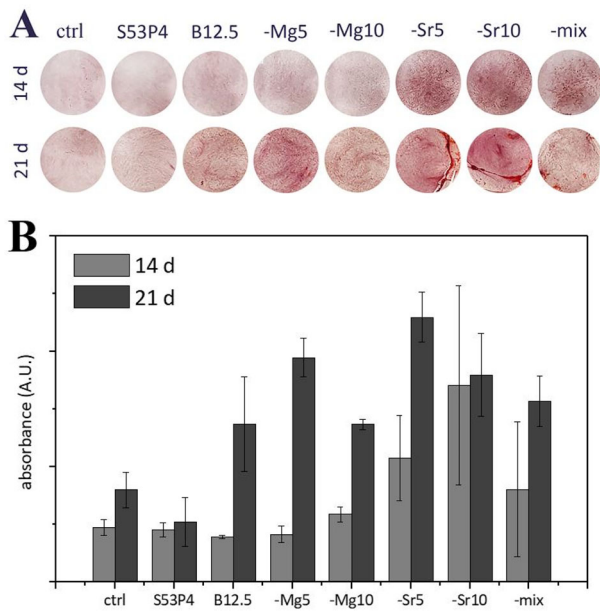 A
ctrl S53P4 B12.5 -Mg5 -Mg10 -Sr5 -Sr10 -mix
14 d
21 d
B
14 d
21 d
absorbance (A.U.)
ctrl S53P4 B12.5 -Mg5 -Mg10 -Sr5 -Sr10 -mix